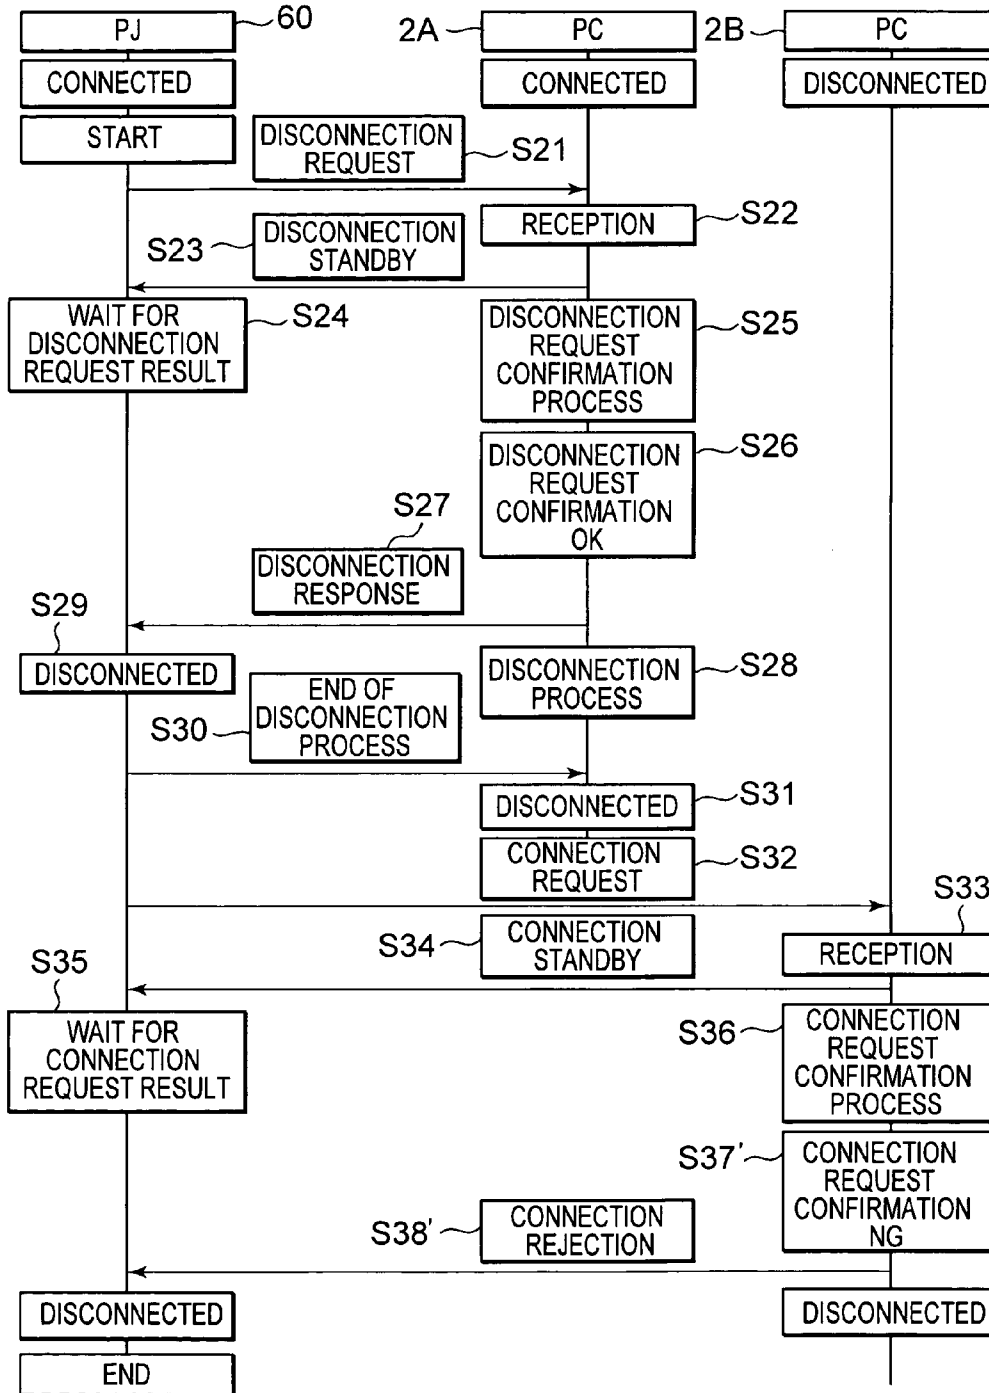 PJ
60
2A
PC
2B
PC
CONNECTED
CONNECTED
DISCONNECTED
START
DISCONNECTION
REQUEST
S21
RECEPTION
S22
S23
DISCONNECTION
STANDBY
WAIT FOR
DISCONNECTION
REQUEST RESULT
S24
DISCONNECTION
REQUEST
CONFIRMATION
PROCESS
S25
DISCONNECTION
REQUEST
CONFIRMATION
OK
S26
S27
DISCONNECTION
RESPONSE
S29
DISCONNECTED
DISCONNECTION
PROCESS
S28
S30
END OF
DISCONNECTION
PROCESS
DISCONNECTED
S31
CONNECTION
REQUEST
S32
S33
RECEPTION
S34
CONNECTION
STANDBY
S35
WAIT FOR
CONNECTION
REQUEST RESULT
S36
CONNECTION
REQUEST
CONFIRMATION
PROCESS
S37'
CONNECTION
REQUEST
CONFIRMATION
NG
S38'
CONNECTION
REJECTION
DISCONNECTED
DISCONNECTED
END